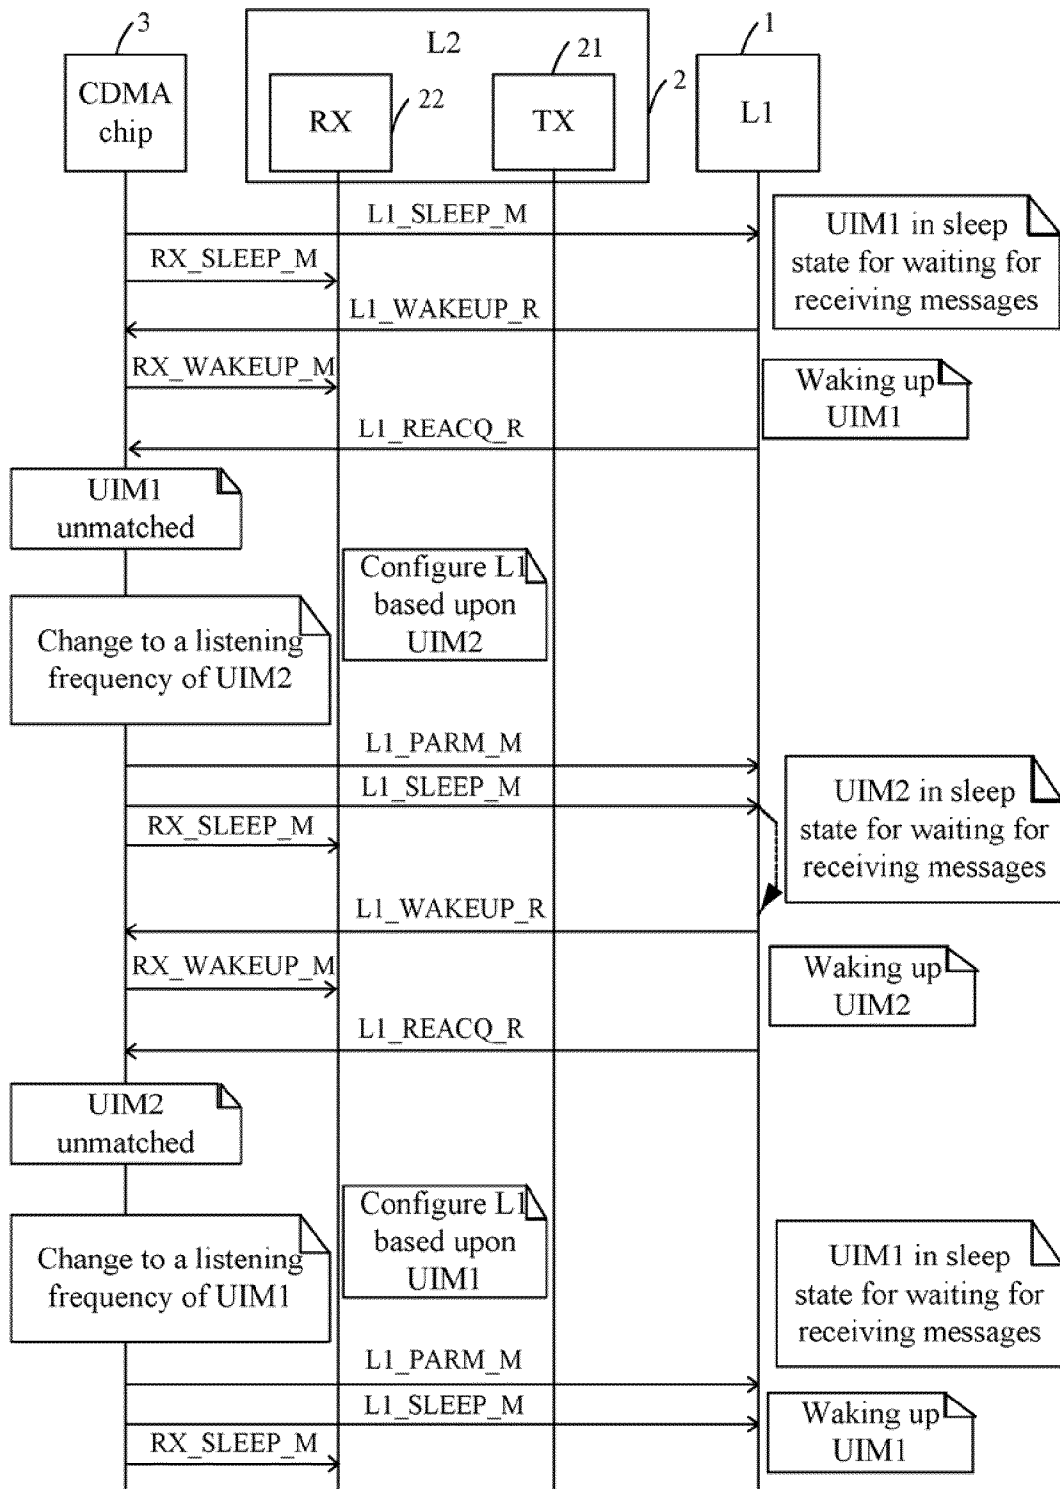 3
L2
21
1
CDMA
chip
RX
22
TX
2
L1
L1_SLEEP_M
RX_SLEEP_M
UIM1 in sleep
state for waiting for
receiving messages
L1_WAKEUP_R
RX_WAKEUP_M
Waking up
UIM1
L1_REACQ_R
UIM1
unmatched
Configure L1
based upon
UIM2
Change to a listening
frequency of UIM2
L1_PARM_M
L1_SLEEP_M
RX_SLEEP_M
UIM2 in sleep
state for waiting for
receiving messages
L1_WAKEUP_R
RX_WAKEUP_M
Waking up
UIM2
L1_REACQ_R
UIM2
unmatched
Configure L1
based upon
UIM1
Change to a listening
frequency of UIM1
UIM1 in sleep
state for waiting for
receiving messages
L1_PARM_M
L1_SLEEP_M
RX_SLEEP_M
Waking up
UIM1